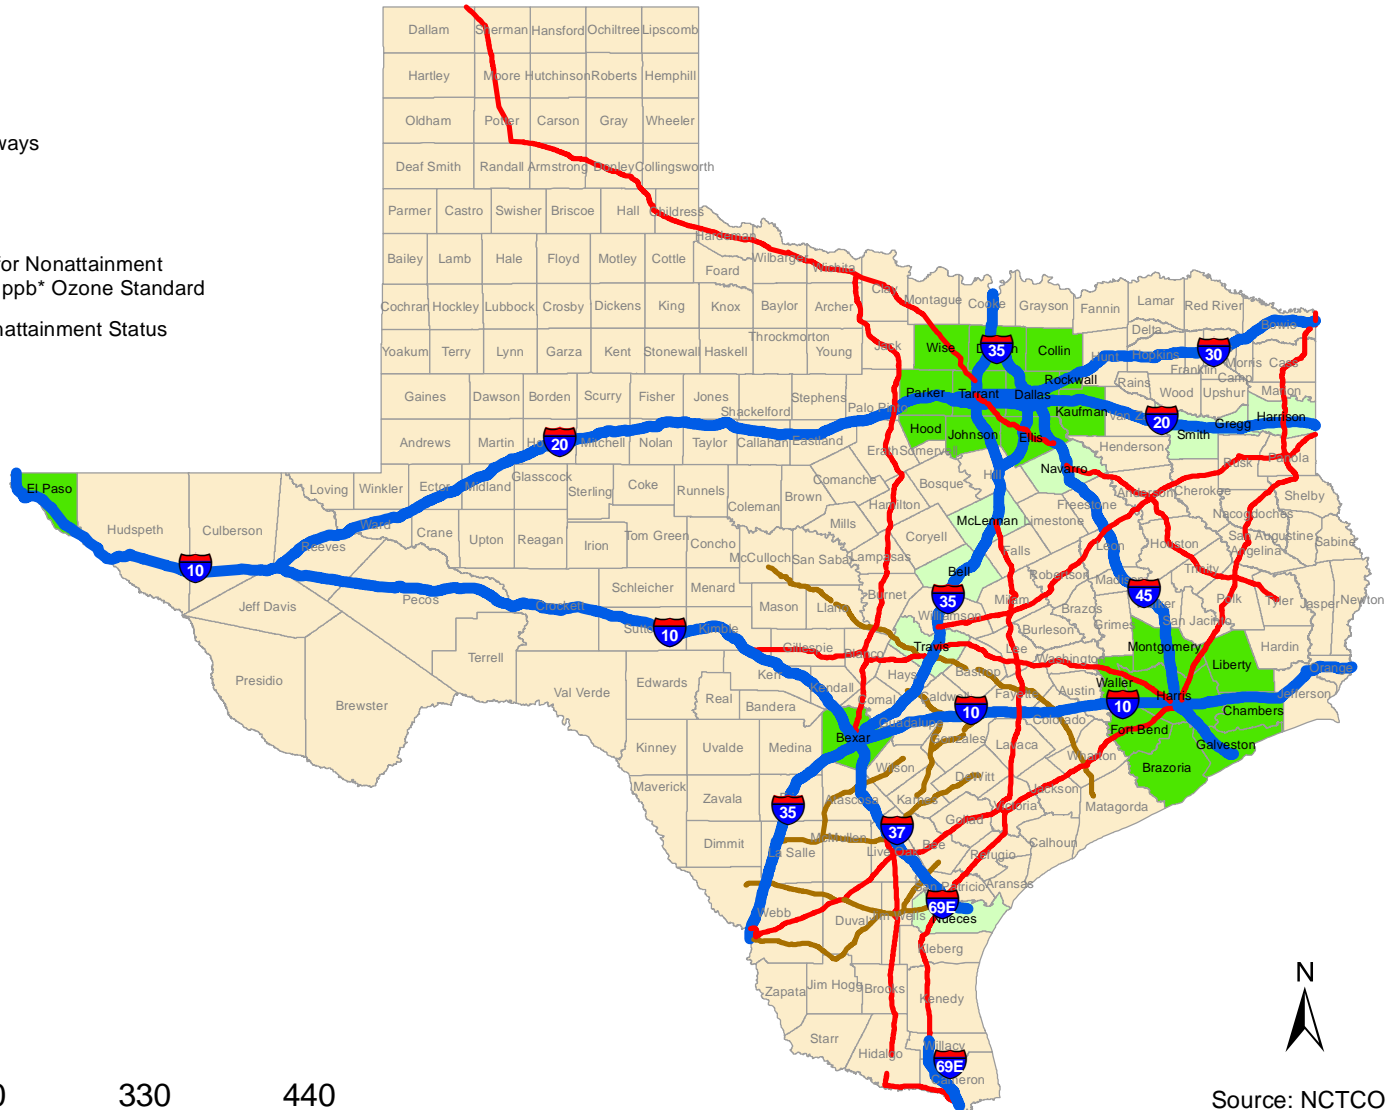 Dallam Sherman Hansford Ochiltree Lipscomb
Hartley Moore Hutchinson Roberts Hemphill
Oldham Potter Carson Gray Wheeler
ways
Deaf Smith Randall Armstrong Donley Collingsworth
Parmer Castro Swisher Briscoe Hall Childress
Hardeman
Bailey Lamb Hale Floyd Motley Cottle Foard Wilbarger Wichita
for Nonattainment
ppb* Ozone Standard
Clay Montague Cooke Grayson Fannin Lamar Red River Bowie
Cochran Hockley Lubbock Crosby Dickens King Knox Baylor Archer
nattainment Status
Throckmorton
Delta
Yoakum Terry Lynn Garza Kent Stonewall Haskell Young Jack Wise 35 Collin Hunt Hopkins 30 Franklin Morris Cass
Camp
Rockwall
Gaines Dawson Borden Scurry Fisher Jones Shackelford Stephens Palo Pinto Parker Tarrant Dallas Kaufman Rains Wood Upshur Marion
20 Smith Gregg Harrison
Andrews Martin 20 Mitchell Nolan Taylor Callahan Eastland Hood Johnson Ellis Henderson
Erath Somervell Navarro Rusk Panola
El Paso Loving Winkler Ector Midland Glasscock Sterling Coke Runnels Coleman Brown Comanche Bosque Hill Anderson Cherokee Shelby
Hamilton Freestone Nacogdoches
Hudspeth Culberson Reeves Ward Crane Upton Reagan Irion Tom Green Concho Mills Coryell McLennan Limestone San Augustine Sabine
Angelina
McCulloch San Saba Lampasas Falls Leon Houston
10 Bell Robertson Trinity
Schleicher Menard Burnet 35 Milam Madison 45 Polk Tyler Jasper Newton
Jeff Davis Pecos Crockett Mason Llano Williamson Brazos Grimes San Jacinto
10 Kimble Burleson
Gillespie Blanco Travis Lee Washington Montgomery Liberty Hardin
Terrell Orange
Presidio Brewster Val Verde Edwards Kerr Kendall Hays Bastrop Waller
Real Bandera Comal Caldwell Fayette Austin Harris Jefferson
10 10 Chambers
Guadalupe Colorado
Kinney Uvalde Medina Bexar Gonzales Lavaca Fort Bend Galveston
Wilson Wharton Brazoria
Maverick Zavala Atascosa Karnes DeWitt Jackson
35 Victoria Matagorda
Dimmit La Salle McMullen 37 Goliad Calhoun
Live Oak Bee Refugio
San Patricio Aransas
69E
Webb Duval Jim Wells Nueces
Kleberg
Zapata Jim Hogg Brooks Kenedy
N
Starr Hidalgo Willacy
69E
Cameron
330 440
Source: NCTCO